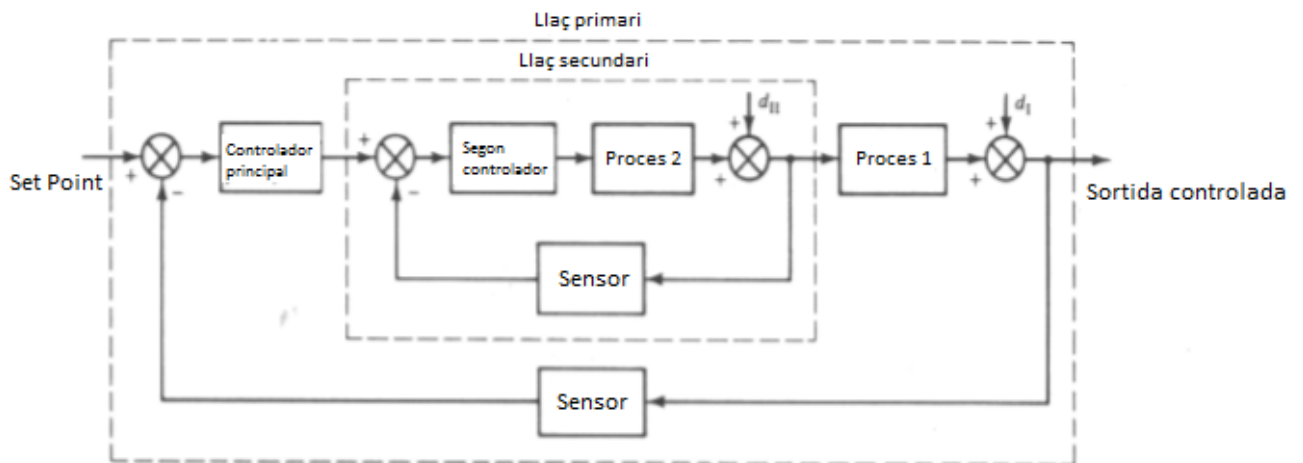 Llaç primari
Llaç secundari
d_II
d_I
+
+
+
Controlador
principal
Segon
controlador
Proces 2
Proces 1
Set Point
+
−
−
+
+
Sortida controlada
Sensor
Sensor